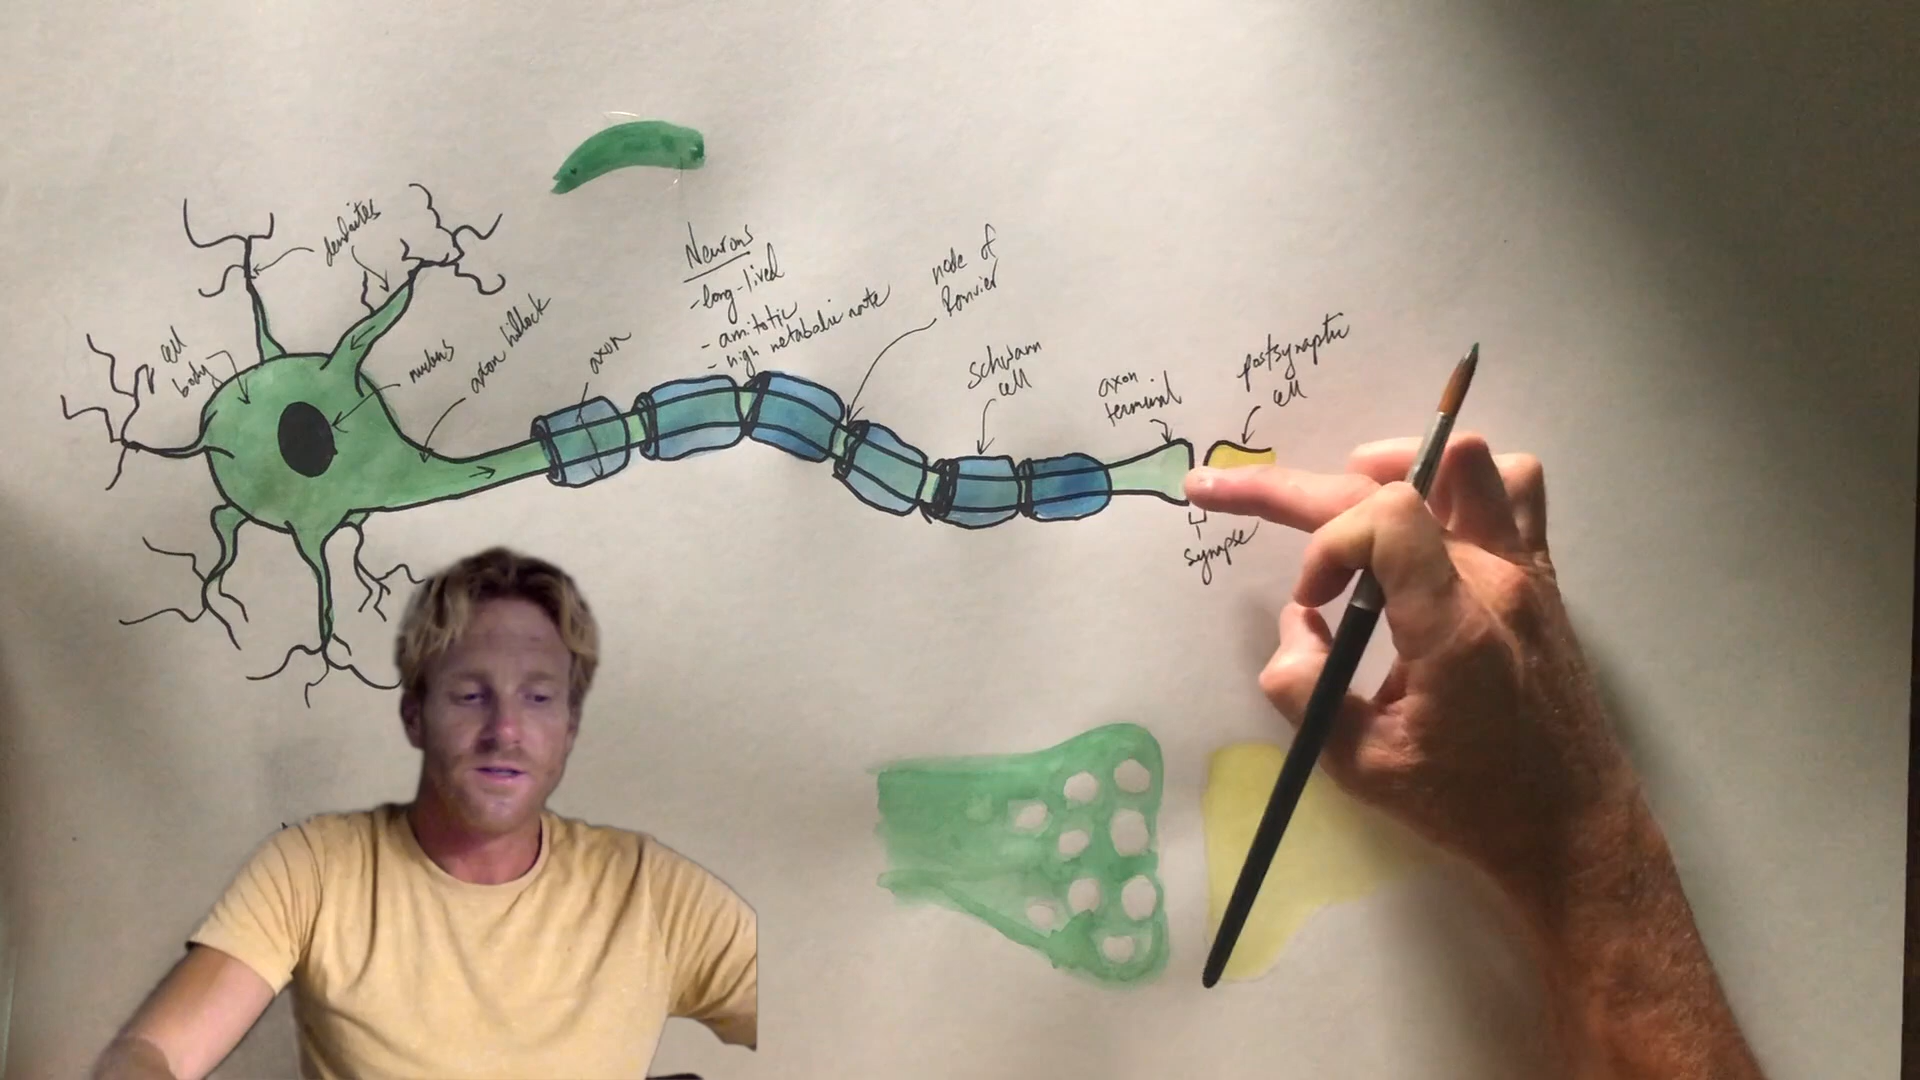 dendrites
cell
body
nucleus
axon hillock
axon
Neurons
- long-lived
- amitotic
- high metabolic rate
node of
Ranvier
Schwann
cell
axon
terminal
postsynaptic
cell
synapse